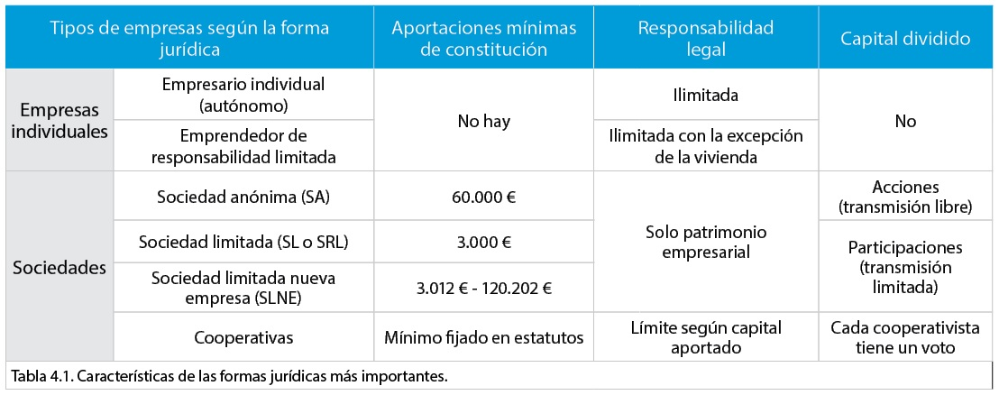 Tipos de empresas según la forma
jurídica
Aportaciones mínimas
de constitución
Responsabilidad
legal
Capital dividido
Empresas
individuales
Empresario individual
(autónomo)
No hay
Ilimitada
No
Emprendedor de
responsabilidad limitada
Ilimitada con la excepción
de la vivienda
Sociedades
Sociedad anónima (SA)
60.000 €
Solo patrimonio
empresarial
Acciones
(transmisión libre)
Sociedad limitada (SL o SRL)
3.000 €
Participaciones
(transmisión
limitada)
Sociedad limitada nueva
empresa (SLNE)
3.012 € - 120.202 €
Cooperativas
Mínimo fijado en estatutos
Límite según capital
aportado
Cada cooperativista
tiene un voto
Tabla 4.1. Características de las formas jurídicas más importantes.